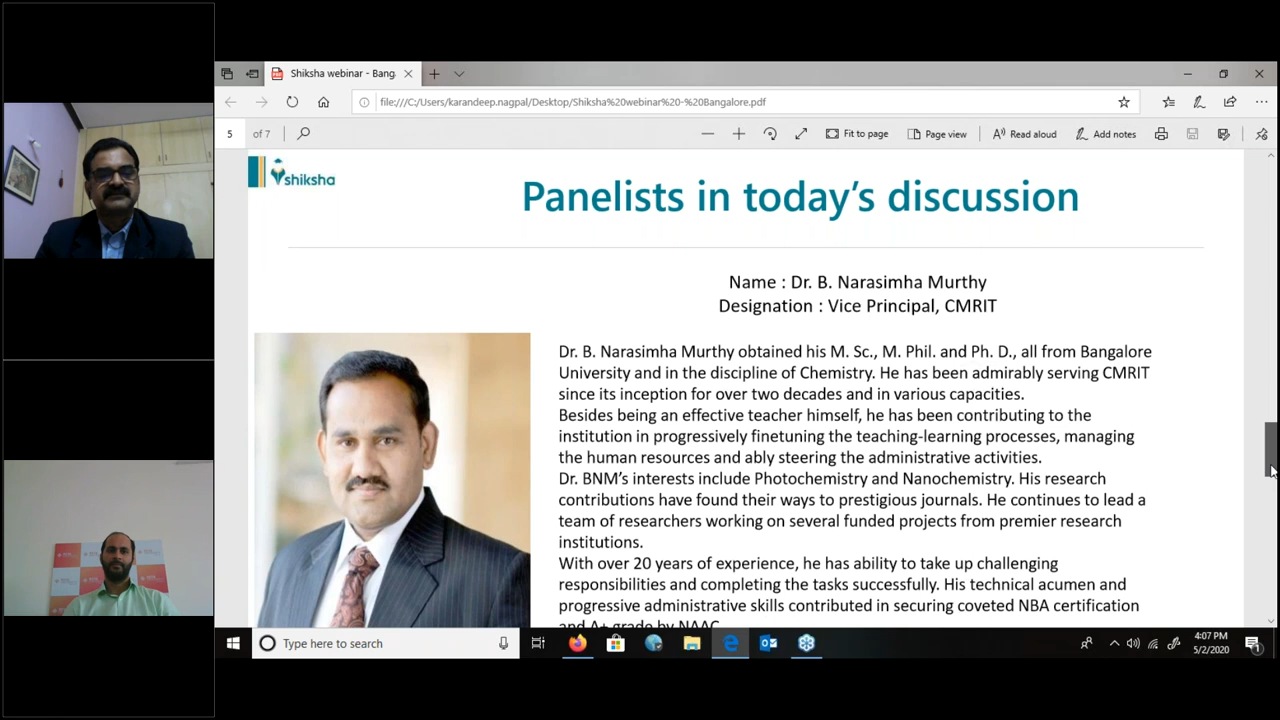 Shiksha webinar - Bang
file:///C:/Users/karandeep.nagpal/Desktop/Shiksha%20webinar%20-%20Bangalore.pdf
5 of 7
Fit to page
Page view
Read aloud
Add notes
shiksha
Panelists in today's discussion
Name : Dr. B. Narasimha Murthy
Designation : Vice Principal, CMRIT
Dr. B. Narasimha Murthy obtained his M. Sc., M. Phil. and Ph. D., all from Bangalore
University and in the discipline of Chemistry. He has been admirably serving CMRIT
since its inception for over two decades and in various capacities.
Besides being an effective teacher himself, he has been contributing to the
institution in progressively finetuning the teaching-learning processes, managing
the human resources and ably steering the administrative activities.
Dr. BNM's interests include Photochemistry and Nanochemistry. His research
contributions have found their ways to prestigious journals. He continues to lead a
team of researchers working on several funded projects from premier research
institutions.
With over 20 years of experience, he has ability to take up challenging
responsibilities and completing the tasks successfully. His technical acumen and
progressive administrative skills contributed in securing coveted NBA certification
and A+ grade by NAAC
Type here to search
4:07 PM
5/2/2020
1